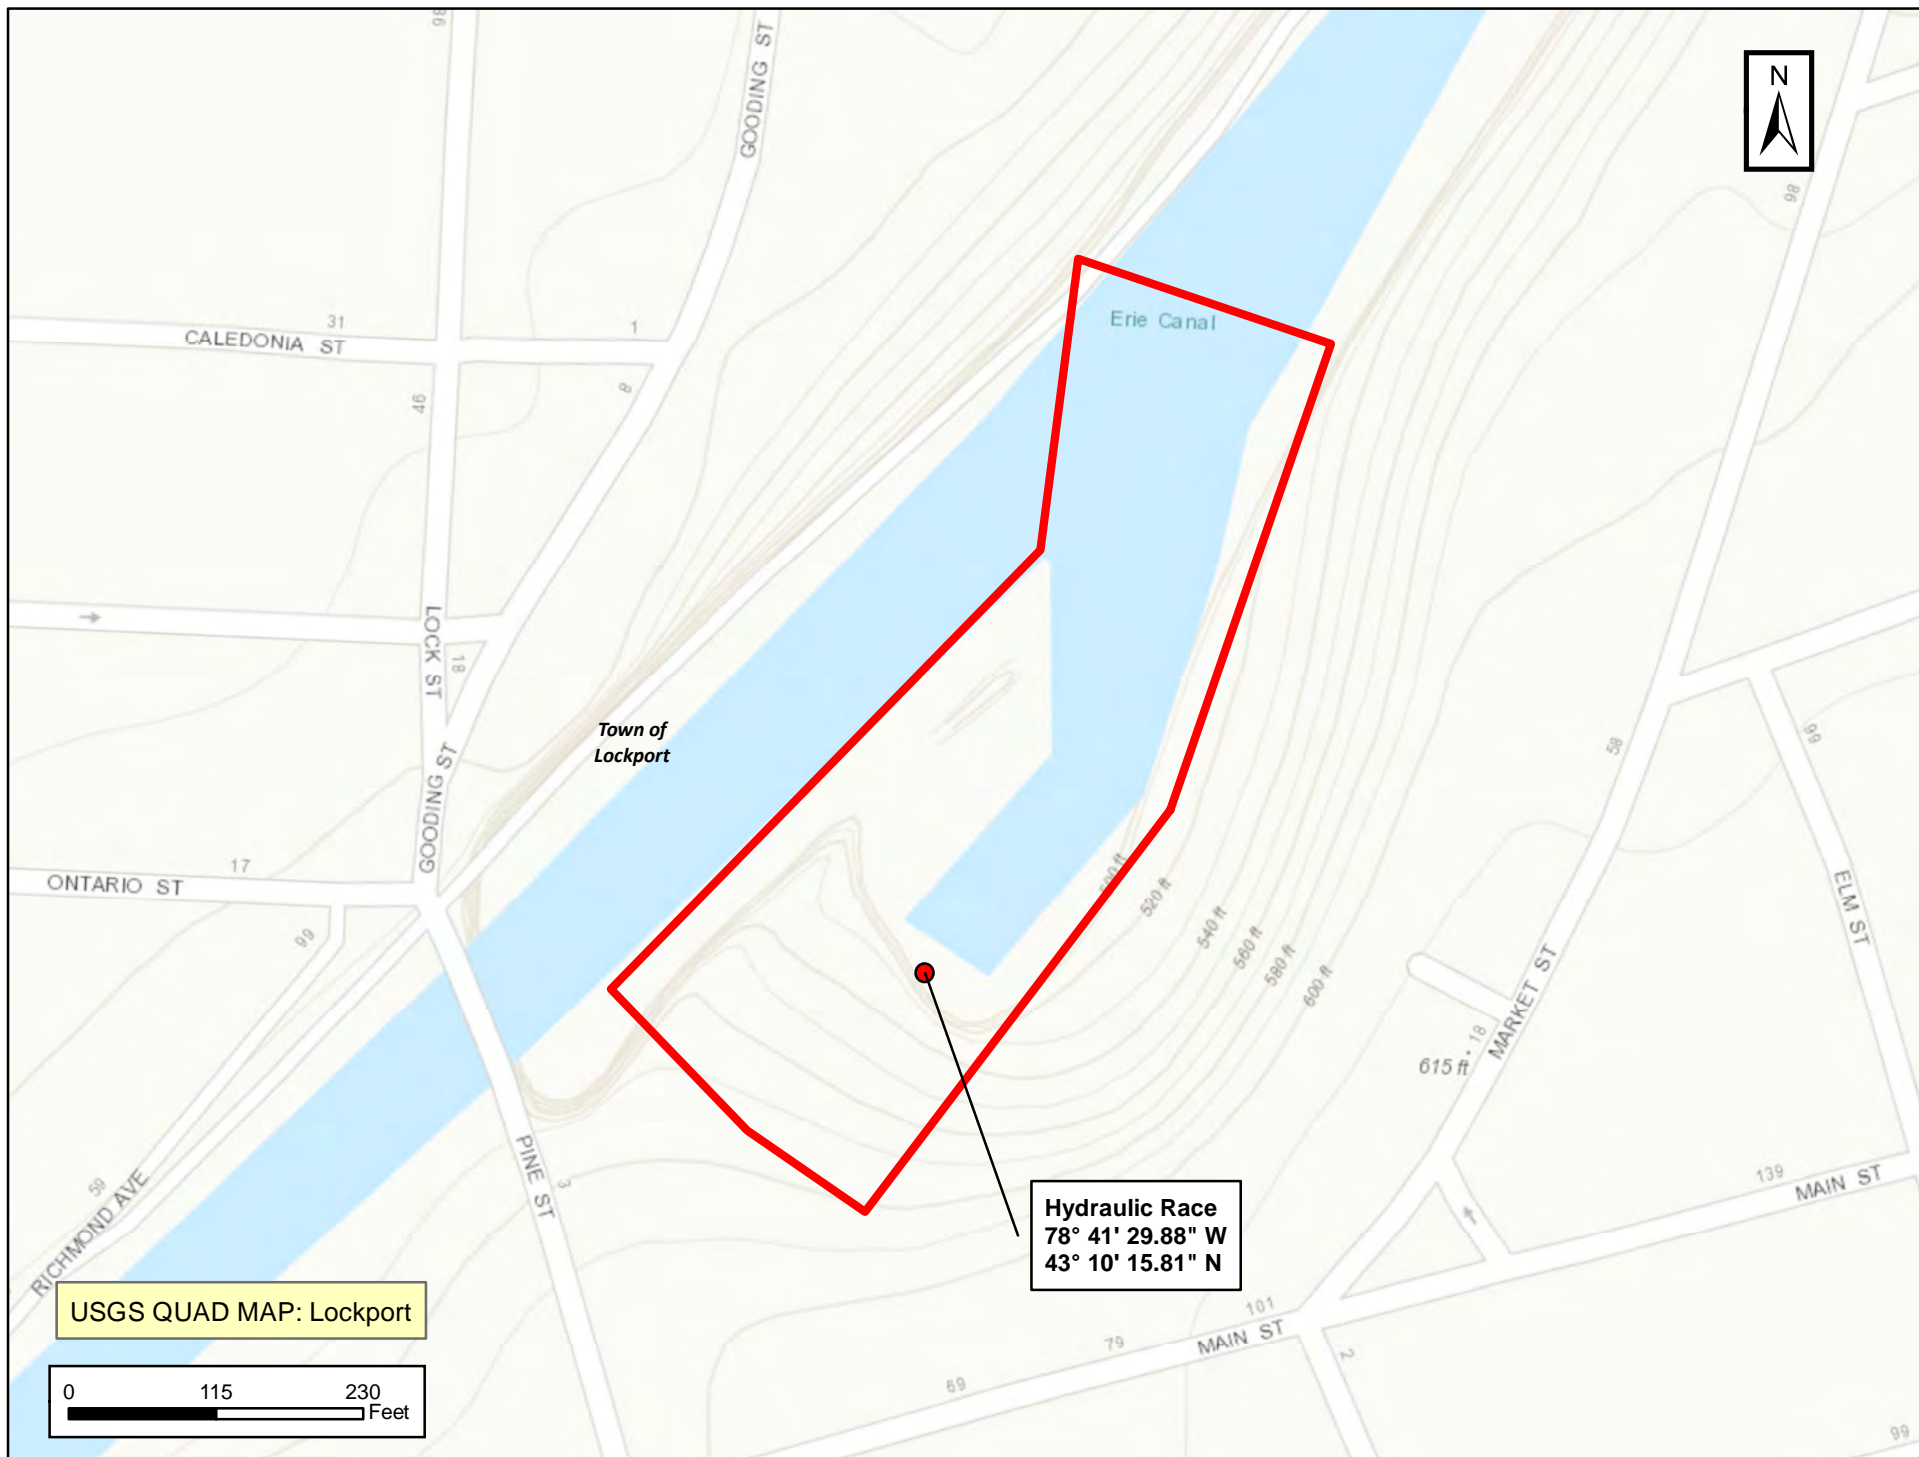 98
GOODING ST
N
98
Erie Canal
31
CALEDONIA ST
1
8
46
LOCK ST
18
Town of
Lockport
58
99
GOODING ST
17
ONTARIO ST
99
500 ft
520 ft
540 ft
560 ft
580 ft
600 ft
ELM ST
MARKET ST
18
615 ft
PINE ST
3
59
RICHMOND AVE
139
MAIN ST
Hydraulic Race
78° 41' 29.88" W
43° 10' 15.81" N
USGS QUAD MAP: Lockport
101
MAIN ST
79
69
2
0 115 230
Feet
99